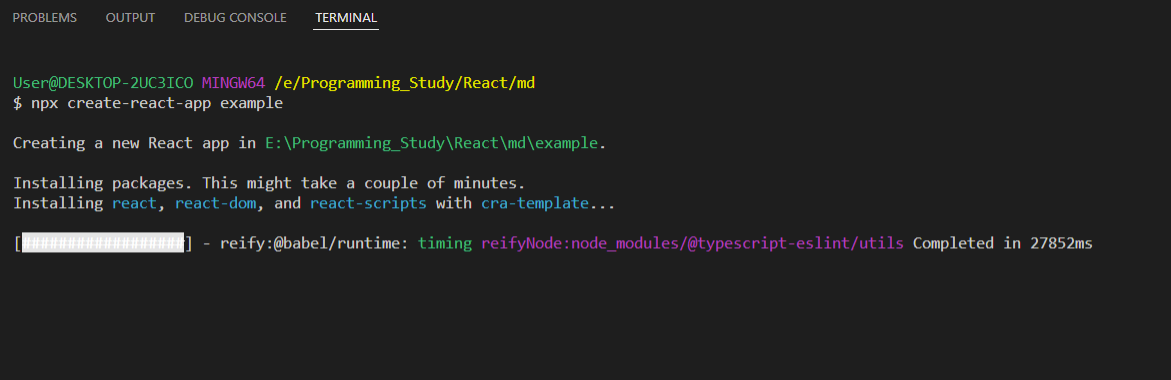 PROBLEMS OUTPUT DEBUG CONSOLE TERMINAL
User@DESKTOP-2UC3ICO MINGW64 /e/Programming_Study/React/md
$ npx create-react-app example
Creating a new React app in E:\Programming_Study\React\md\example.
Installing packages. This might take a couple of minutes.
Installing react, react-dom, and react-scripts with cra-template...
[##################] - reify:@babel/runtime: timing reifyNode:node_modules/@typescript-eslint/utils Completed in 27852ms